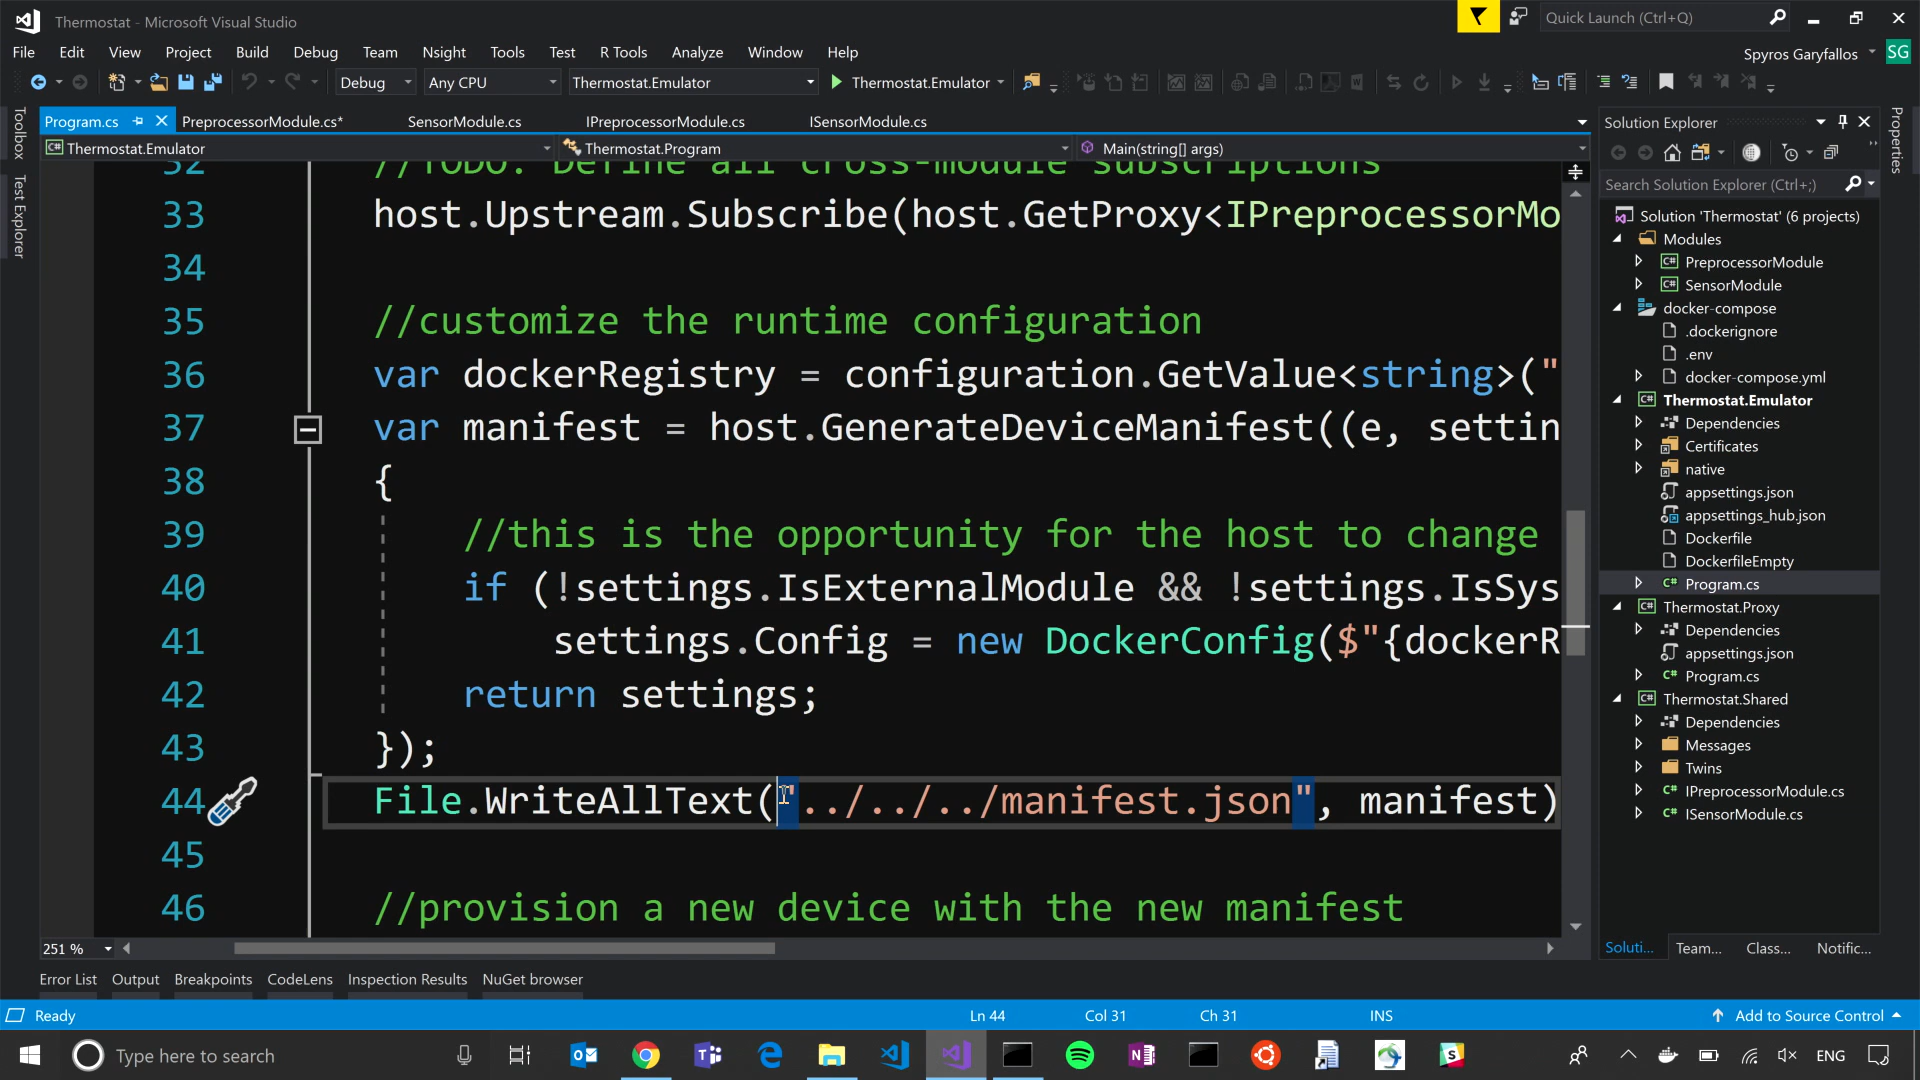 Thermostat - Microsoft Visual Studio
Quick Launch (Ctrl+Q)
File Edit View Project Build Debug Team Nsight Tools Test R Tools Analyze Window Help
Spyros Garyfallos SG
Debug Any CPU Thermostat.Emulator Thermostat.Emulator
Toolbox
Test Explorer
Program.cs PreprocessorModule.cs* SensorModule.cs IPreprocessorModule.cs ISensorModule.cs
Thermostat.Emulator Thermostat.Program Main(string[] args)
32 //TODO: Define all cross-module subscriptions
33 host.Upstream.Subscribe(host.GetProxy<IPreprocessorMo
34
35 //customize the runtime configuration
36 var dockerRegistry = configuration.GetValue<string>("
37 var manifest = host.GenerateDeviceManifest((e, settin
38 {
39 //this is the opportunity for the host to change
40 if (!settings.IsExternalModule && !settings.IsSys
41 settings.Config = new DockerConfig($"{dockerR
42 return settings;
43 });
44 File.WriteAllText("../../../manifest.json", manifest)
45
46 //provision a new device with the new manifest
251 %
Solution Explorer
Search Solution Explorer (Ctrl+;)
Solution 'Thermostat' (6 projects)
Modules
C# PreprocessorModule
C# SensorModule
docker-compose
.dockerignore
.env
docker-compose.yml
C# Thermostat.Emulator
Dependencies
Certificates
native
appsettings.json
appsettings_hub.json
Dockerfile
DockerfileEmpty
C# Program.cs
C# Thermostat.Proxy
Dependencies
appsettings.json
C# Program.cs
C# Thermostat.Shared
Dependencies
Messages
Twins
C# IPreprocessorModule.cs
C# ISensorModule.cs
Soluti... Team... Class... Notific...
Properties
Error List Output Breakpoints CodeLens Inspection Results NuGet browser
Ready Ln 44 Col 31 Ch 31 INS Add to Source Control
Type here to search
ENG